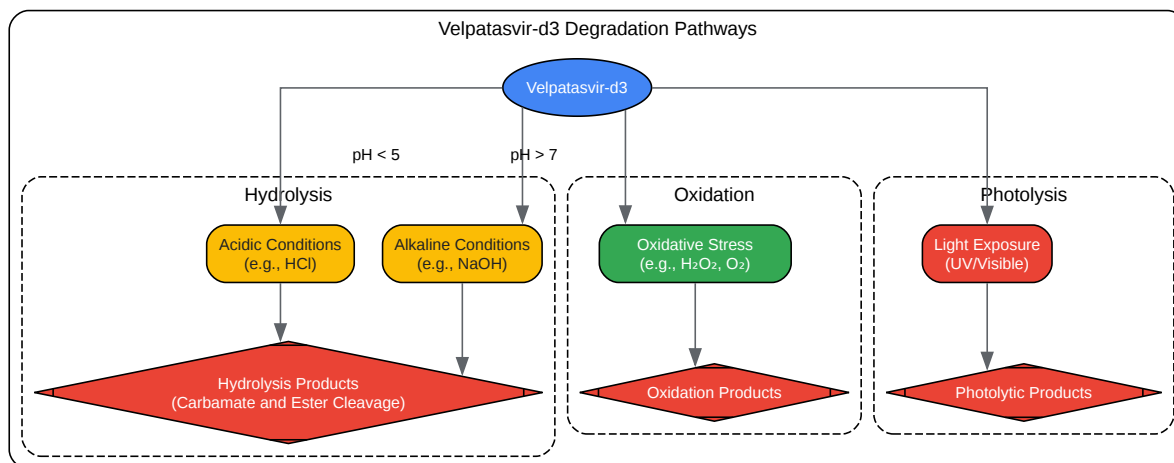 Velpatasvir-d3 Degradation Pathways
Velpatasvir-d3
pH < 5
pH > 7
Hydrolysis
Oxidation
Photolysis
Acidic Conditions
(e.g., HCl)
Alkaline Conditions
(e.g., NaOH)
Oxidative Stress
(e.g., H₂O₂, O₂)
Light Exposure
(UV/Visible)
Hydrolysis Products
(Carbamate and Ester Cleavage)
Oxidation Products
Photolytic Products